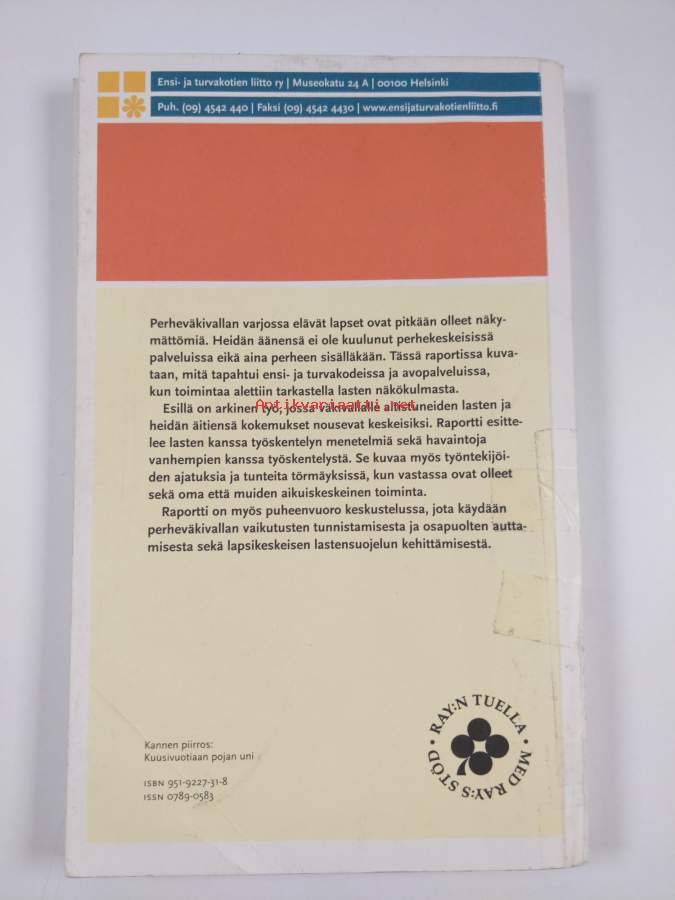 Ensi- ja turvakotien liitto ry | Museokatu 24 A | 00100 Helsinki
Puh. (09) 4542 440 | Faksi (09) 4542 4430 | www.ensijaturvakotienliitto.fi
Perheväkivallan varjossa elävät lapset ovat pitkään olleet näky-
mättömiä. Heidän äänensä ei ole kuulunut perhekeskeisissä
palveluissa eikä aina perheen sisälläkään. Tässä raportissa kuva-
taan, mitä tapahtui ensi- ja turvakodeissa ja avopalveluissa,
kun toimintaa alettiin tarkastella lasten näkökulmasta.
Antikvariaatti.net
Esillä on arkinen työ, jossa väkivallalle altistuneiden lasten ja
heidän äitiensä kokemukset nousevat keskeisiksi. Raportti esitte-
lee lasten kanssa työskentelyn menetelmiä sekä havaintoja
vanhempien kanssa työskentelystä. Se kuvaa myös työntekijöi-
den ajatuksia ja tunteita törmäyksissä, kun vastassa ovat olleet
sekä oma että muiden aikuiskeskeinen toiminta.
Raportti on myös puheenvuoro keskustelussa, jota käydään
perheväkivallan vaikutusten tunnistamisesta ja osapuolten autta-
misesta sekä lapsikeskeisen lastensuojelun kehittämisestä.
RAY:N TUELLA • MED RAY:S STÖD •
Kannen piirros:
Kuusivuotiaan pojan uni
ISBN 951-9227-31-8
ISSN 0789-0583